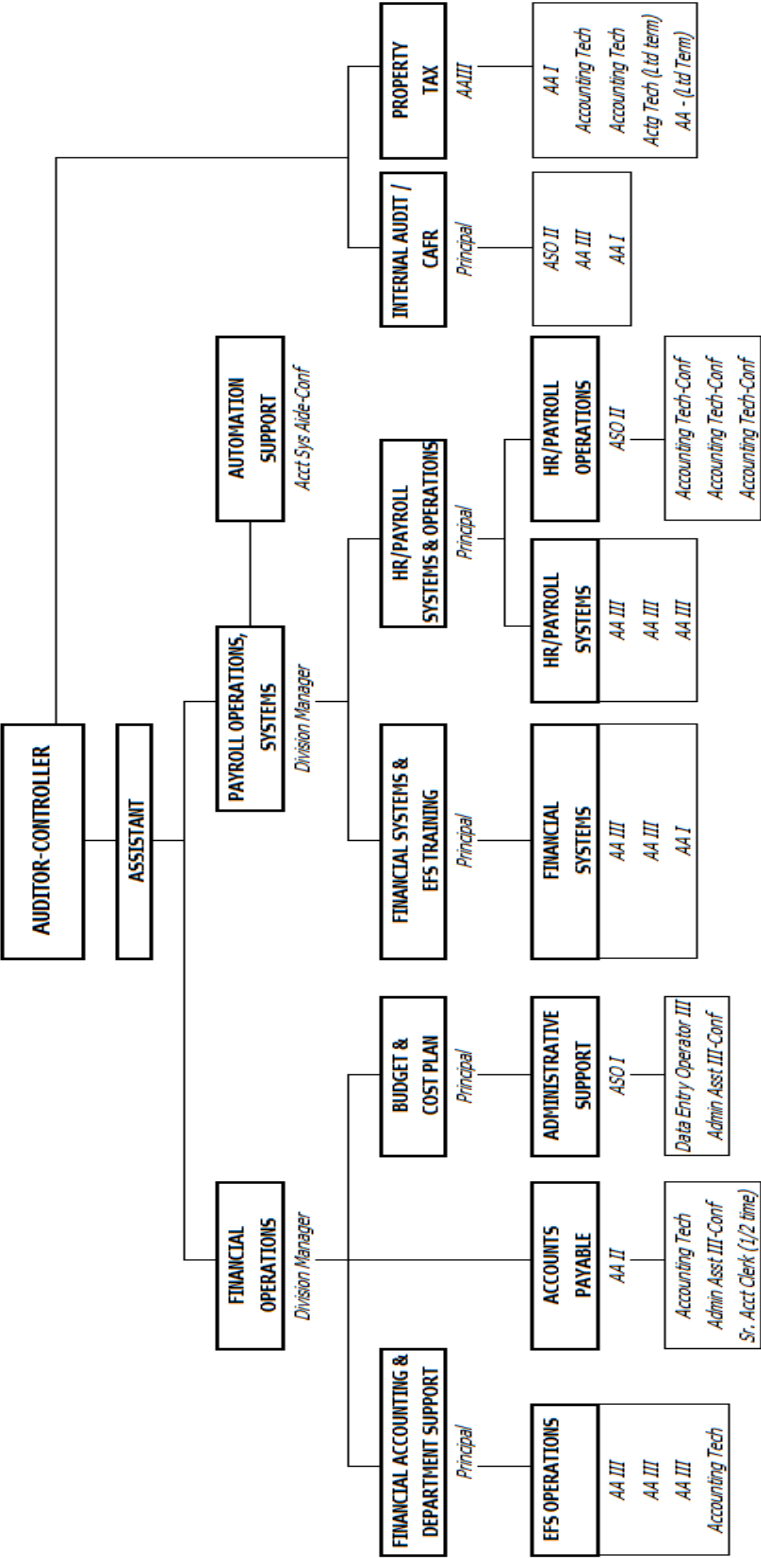 AUDITOR-CONTROLLER
ASSISTANT
FINANCIAL
OPERATIONS
Division Manager
PAYROLL OPERATIONS,
SYSTEMS
Division Manager
AUTOMATION
SUPPORT
Acct Sys Aide-Conf
FINANCIAL ACCOUNTING &
DEPARTMENT SUPPORT
Principal
BUDGET &
COST PLAN
Principal
FINANCIAL SYSTEMS &
EFS TRAINING
Principal
HR/PAYROLL
SYSTEMS & OPERATIONS
Principal
INTERNAL AUDIT /
CAFR
Principal
PROPERTY
TAX
AAIII
EFS OPERATIONS
AA III
AA III
AA III
Accounting Tech
ACCOUNTS
PAYABLE
AA II
Accounting Tech
Admin Asst III-Conf
Sr. Acct Clerk (1/2 time)
ADMINISTRATIVE
SUPPORT
ASO I
Data Entry Operator III
Admin Asst III-Conf
FINANCIAL
SYSTEMS
AA III
AA III
AA I
HR/PAYROLL
SYSTEMS
AA III
AA III
AA III
HR/PAYROLL
OPERATIONS
ASO II
Accounting Tech-Conf
Accounting Tech-Conf
Accounting Tech-Conf
ASO II
AA III
AA I
AA I
Accounting Tech
Accounting Tech
Actg Tech (Ltd term)
AA - (Ltd Term)